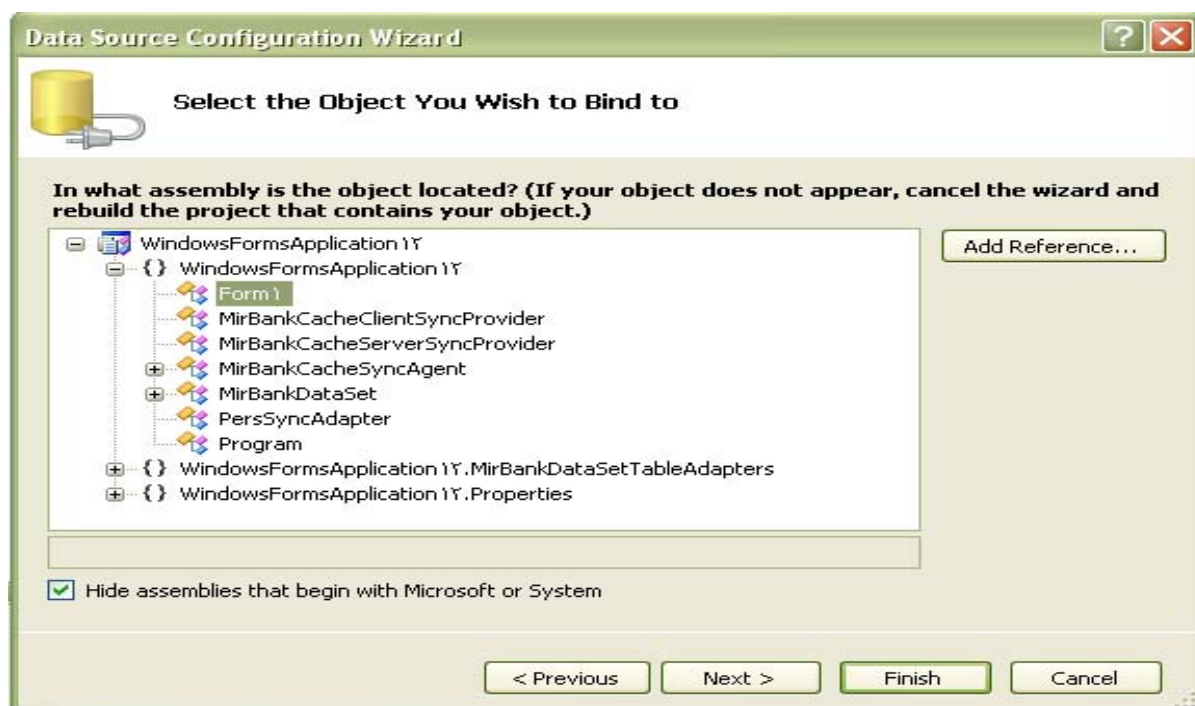 Data Source Configuration Wizard
Select the Object You Wish to Bind to
In what assembly is the object located? (If your object does not appear, cancel the wizard and
rebuild the project that contains your object.)
WindowsFormsApplication۱۲
Add Reference...
{} WindowsFormsApplication۱۲
Form۱
MirBankCacheClientSyncProvider
MirBankCacheServerSyncProvider
MirBankCacheSyncAgent
MirBankDataSet
PersSyncAdapter
Program
{} WindowsFormsApplication۱۲.MirBankDataSetTableAdapters
{} WindowsFormsApplication۱۲.Properties
Hide assemblies that begin with Microsoft or System
< Previous
Next >
Finish
Cancel